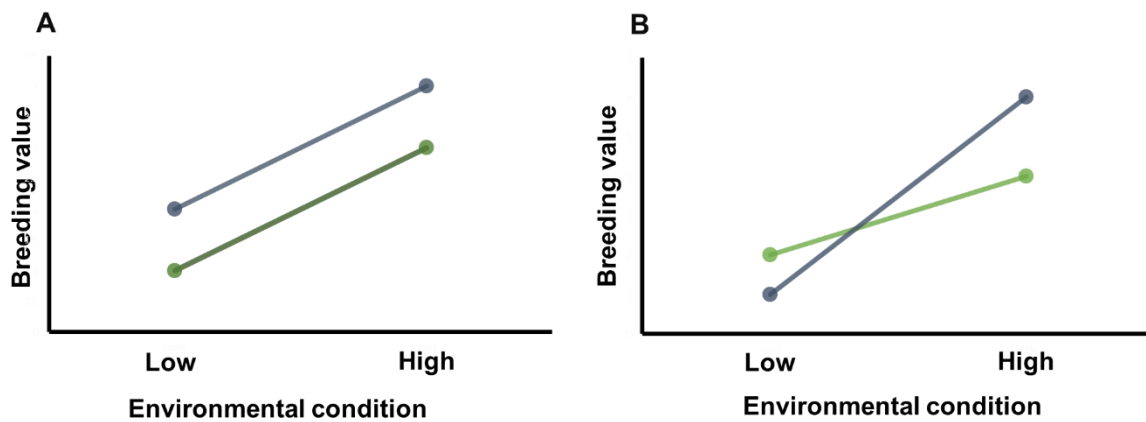 A
Breeding value
Low
High
Environmental condition
B
Breeding value
Low
High
Environmental condition